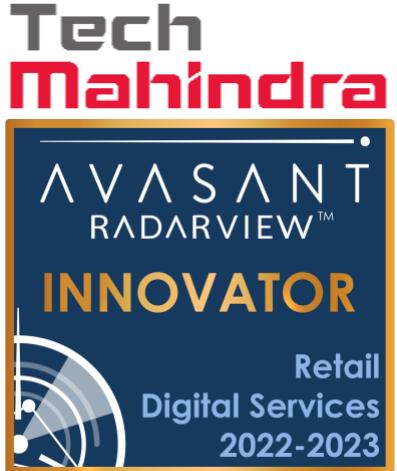 Tech
Mahindra
AVASANT
RADARVIEW™
INNOVATOR
Retail
Digital Services
2022-2023